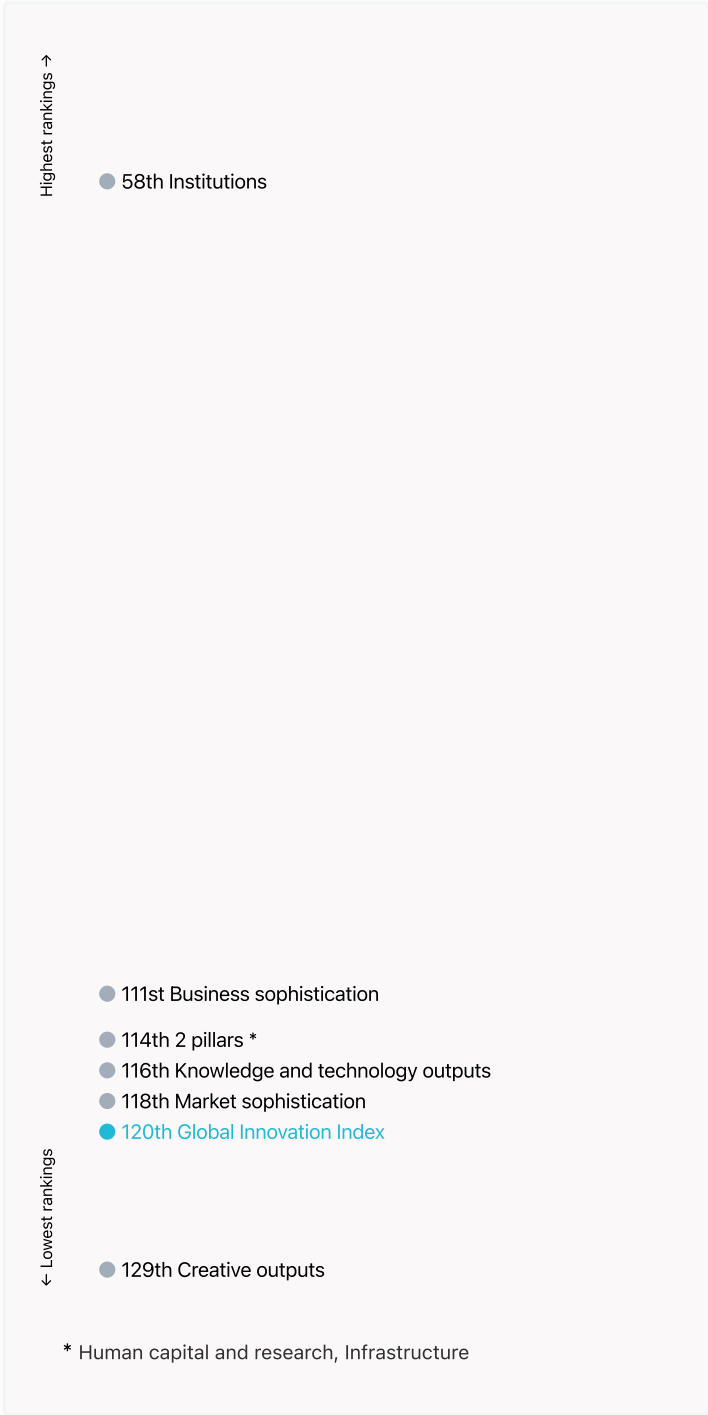 Highest rankings →
58th Institutions
111st Business sophistication
114th 2 pillars *
116th Knowledge and technology outputs
118th Market sophistication
120th Global Innovation Index
← Lowest rankings
129th Creative outputs
* Human capital and research, Infrastructure